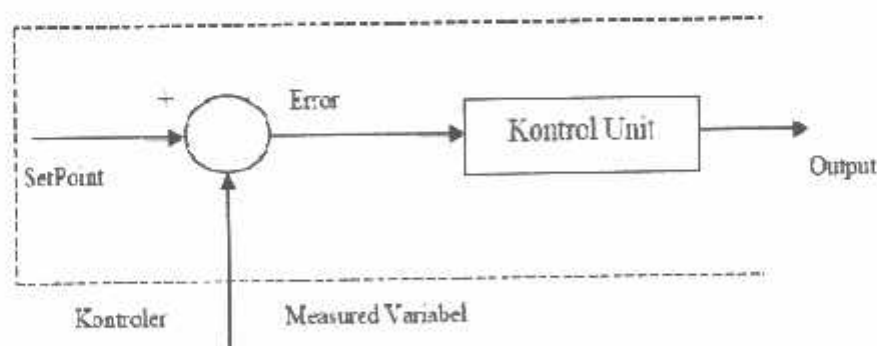 +
Error
Kontrol Unit
SetPoint
Output
Kontroler
Measured Variabel